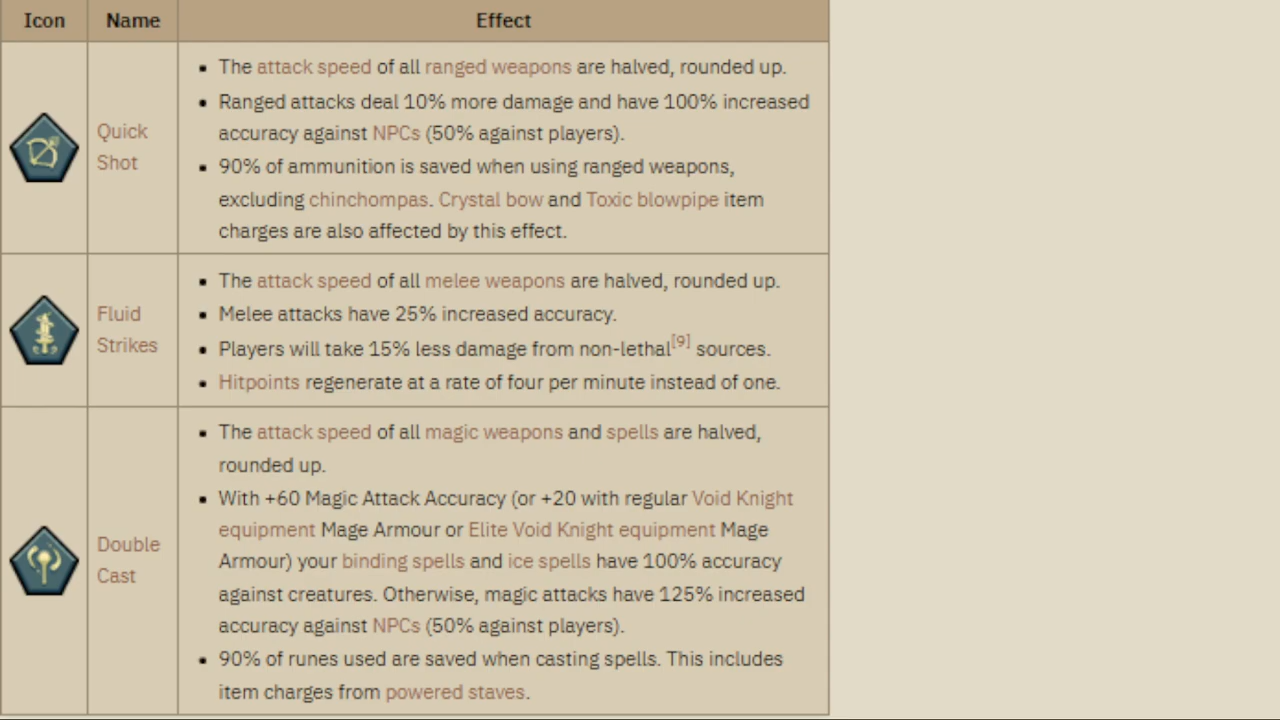 Icon Name Effect
The attack speed of all ranged weapons are halved, rounded up.
Ranged attacks deal 10% more damage and have 100% increased
accuracy against NPCs (50% against players).
Quick
Shot
90% of ammunition is saved when using ranged weapons,
excluding chinchompas. Crystal bow and Toxic blowpipe item
charges are also affected by this effect.
The attack speed of all melee weapons are halved, rounded up.
Fluid
Strikes
Melee attacks have 25% increased accuracy.
Players will take 15% less damage from non-lethal[9] sources.
Hitpoints regenerate at a rate of four per minute instead of one.
The attack speed of all magic weapons and spells are halved,
rounded up.
With +60 Magic Attack Accuracy (or +20 with regular Void Knight
equipment Mage Armour or Elite Void Knight equipment Mage
Double
Cast
Armour) your binding spells and ice spells have 100% accuracy
against creatures. Otherwise, magic attacks have 125% increased
accuracy against NPCs (50% against players).
90% of runes used are saved when casting spells. This includes
item charges from powered staves.